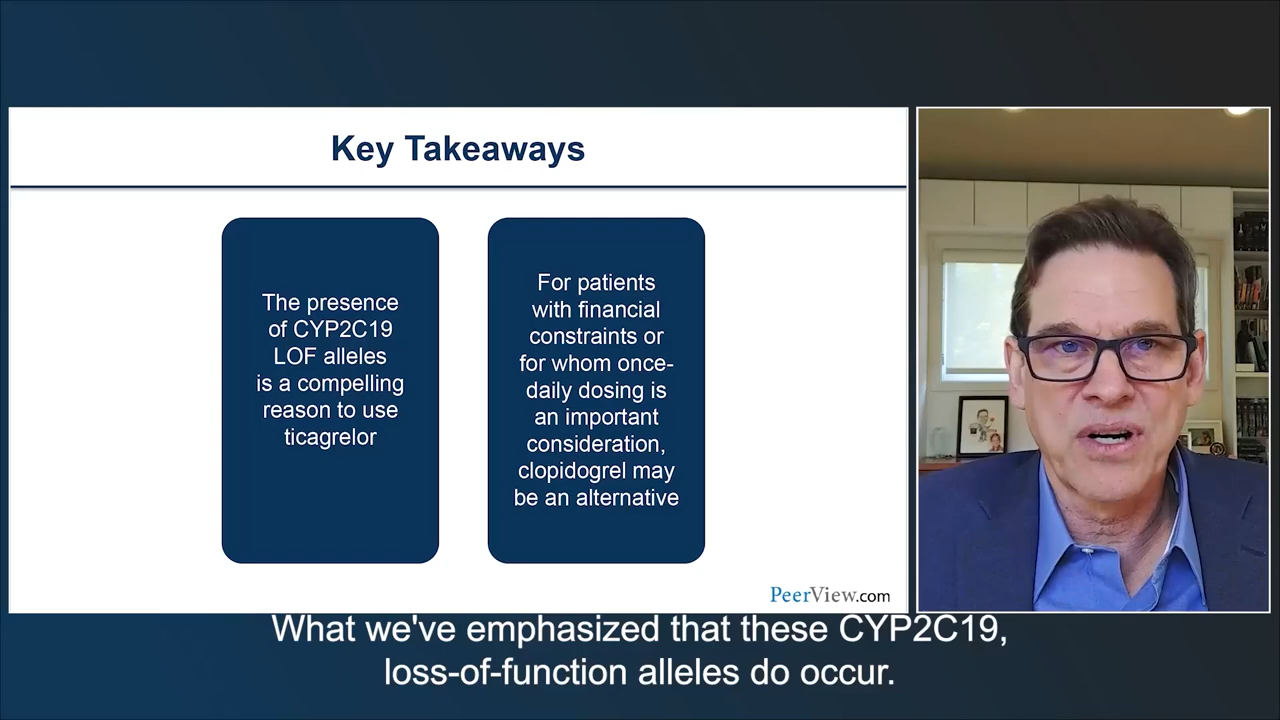 Key Takeaways
The presence
of CYP2C19
LOF alleles
is a compelling
reason to use
ticagrelor
For patients
with financial
constraints or
for whom once-
daily dosing is
an important
consideration,
clopidogrel may
be an alternative
PeerView.com
What we've emphasized that these CYP2C19,
loss-of-function alleles do occur.